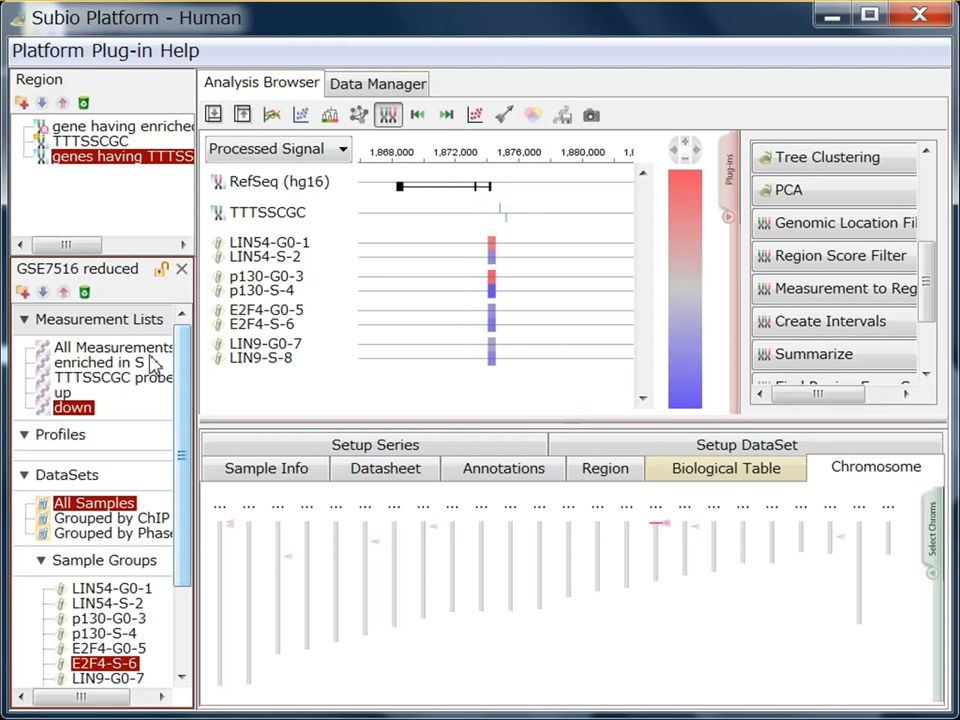 Subio Platform - Human
Platform Plug-in Help
Region
gene having enriched
TTTSSCGC
genes having TTTSS
GSE7516 reduced
Measurement Lists
All Measurements
enriched in S
TTTSSCGC probe
up
down
Profiles
DataSets
All Samples
Grouped by ChIP
Grouped by Phase
Sample Groups
LIN54-G0-1
LIN54-S-2
p130-G0-3
p130-S-4
E2F4-G0-5
E2F4-S-6
LIN9-G0-7
Analysis Browser
Data Manager
Processed Signal
1,868,000 1,872,000 1,876,000 1,880,000 1,8
RefSeq (hg16)
TTTSSCGC
LIN54-G0-1
LIN54-S-2
p130-G0-3
p130-S-4
E2F4-G0-5
E2F4-S-6
LIN9-G0-7
LIN9-S-8
Plug-ins
Tree Clustering
PCA
Genomic Location Fil
Region Score Filter
Measurement to Reg
Create Intervals
Summarize
Setup Series
Setup DataSet
Sample Info
Datasheet
Annotations
Region
Biological Table
Chromosome
... ... ... ... ... ... ... ... ... ... ... ... ... ... ... ... ... ... ... ... ... ... ... ...
Select Chroms